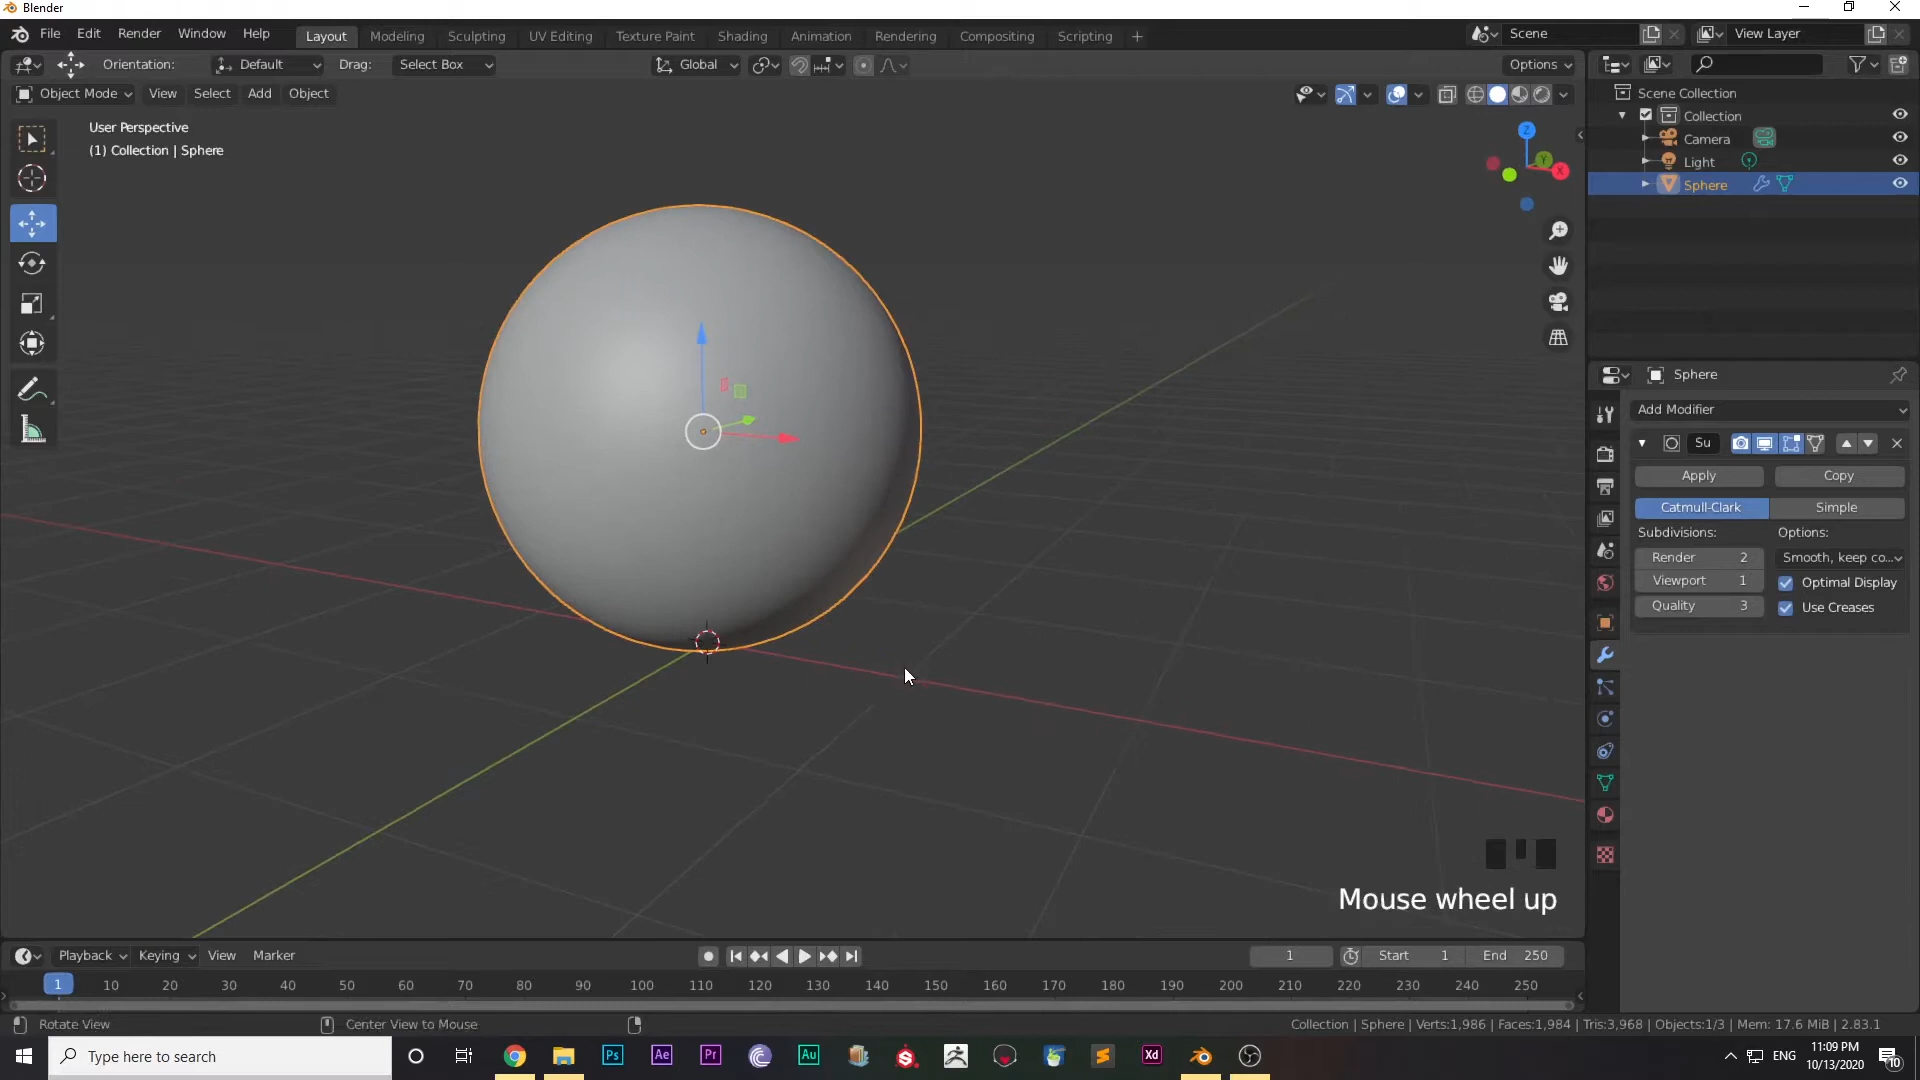 Blender
File Edit Render Window Help Layout Modeling Sculpting UV Editing Texture Paint Shading Animation Rendering Compositing Scripting + Scene View Layer
Orientation: Default Drag: Select Box Global Options
Object Mode View Select Add Object
User Perspective
(1) Collection | Sphere
Z
Y
X
Scene Collection
Collection
Camera
Light
Sphere
Sphere
Add Modifier
Su
Apply Copy
Catmull-Clark Simple
Subdivisions: Options:
Render 2 Smooth, keep co...
Viewport 1 Optimal Display
Quality 3 Use Creases
Mouse wheel up
Playback Keying View Marker 1 Start 1 End 250
1 10 20 30 40 50 60 70 80 90 100 110 120 130 140 150 160 170 180 190 200 210 220 230 240 250
Rotate View Center View to Mouse Collection | Sphere | Verts:1,986 | Faces:1,984 | Tris:3,968 | Objects:1/3 | Mem: 17.6 MiB | 2.83.1
Type here to search Ps Ae Pr Au Xd ENG 11:09 PM
10/13/2020 10